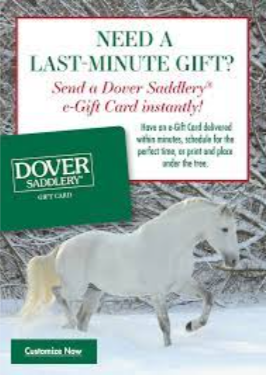 NEED A
LAST-MINUTE GIFT?
Send a Dover Saddlery®
e-Gift Card instantly!
Have an e-Gift Card delivered
within minutes, schedule for the
perfect time, or print and place
under the tree.
DOVER
SADDLERY®
GIFT CARD
Customize Now